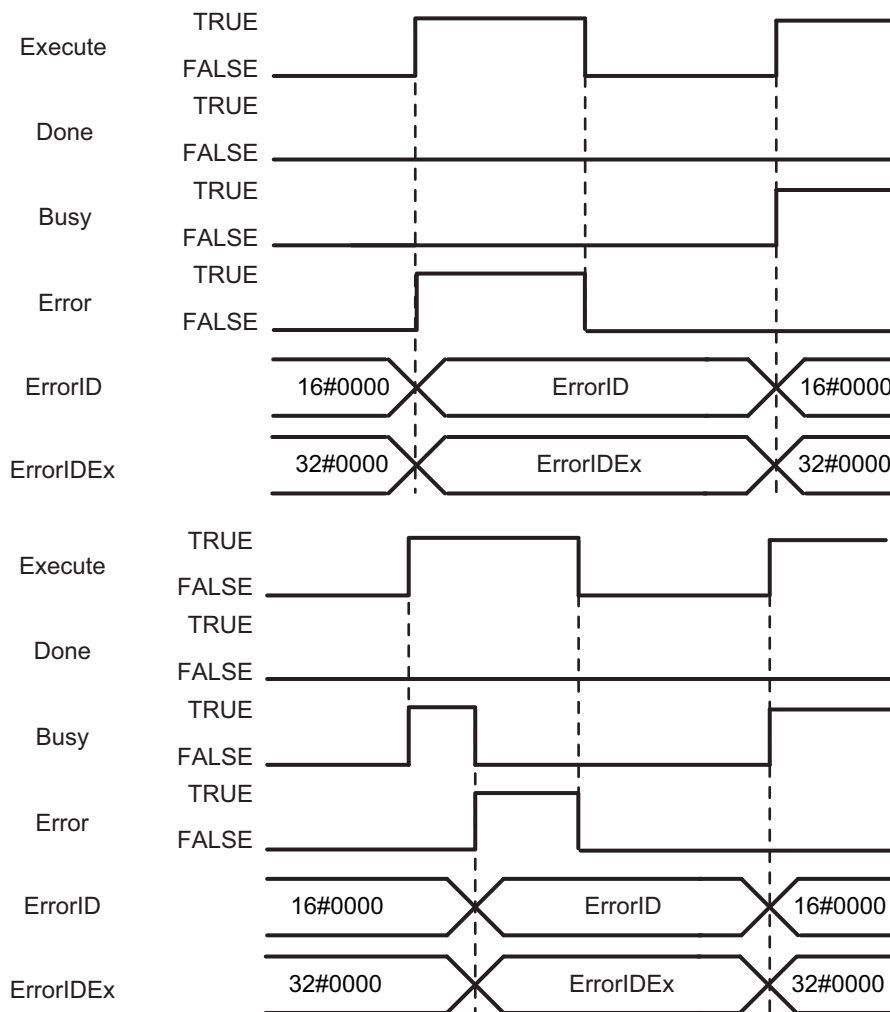 TRUE
Execute
FALSE
TRUE
Done
FALSE
TRUE
Busy
FALSE
TRUE
Error
FALSE
ErrorID 16#0000 ErrorID 16#0000
ErrorIDEx 32#0000 ErrorIDEx 32#0000
TRUE
Execute
FALSE
TRUE
Done
FALSE
TRUE
Busy
FALSE
TRUE
Error
FALSE
ErrorID 16#0000 ErrorID 16#0000
ErrorIDEx 32#0000 ErrorIDEx 32#0000